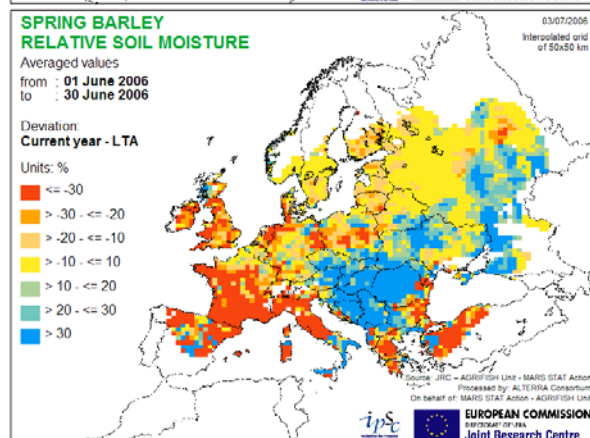 SPRING BARLEY
RELATIVE SOIL MOISTURE
03/07/2006
Interpolated grid
of 50x50 km
Averaged values
from : 01 June 2006
to : 30 June 2006
Deviation:
Current year - LTA
Units: %
<= -30
> -30 - <= -20
> -20 - <= -10
> -10 - <= 10
> 10 - <= 20
> 20 - <= 30
> 30
Source: JRC – AGRIFISH Unit - MARS STAT Action
Processed by: ALTERRA Consortium
On behalf of: MARS STAT Action - AGRIFISH Unit
ipsc
EUROPEAN COMMISSION
DIRECTORATE GENERAL
Joint Research Centre